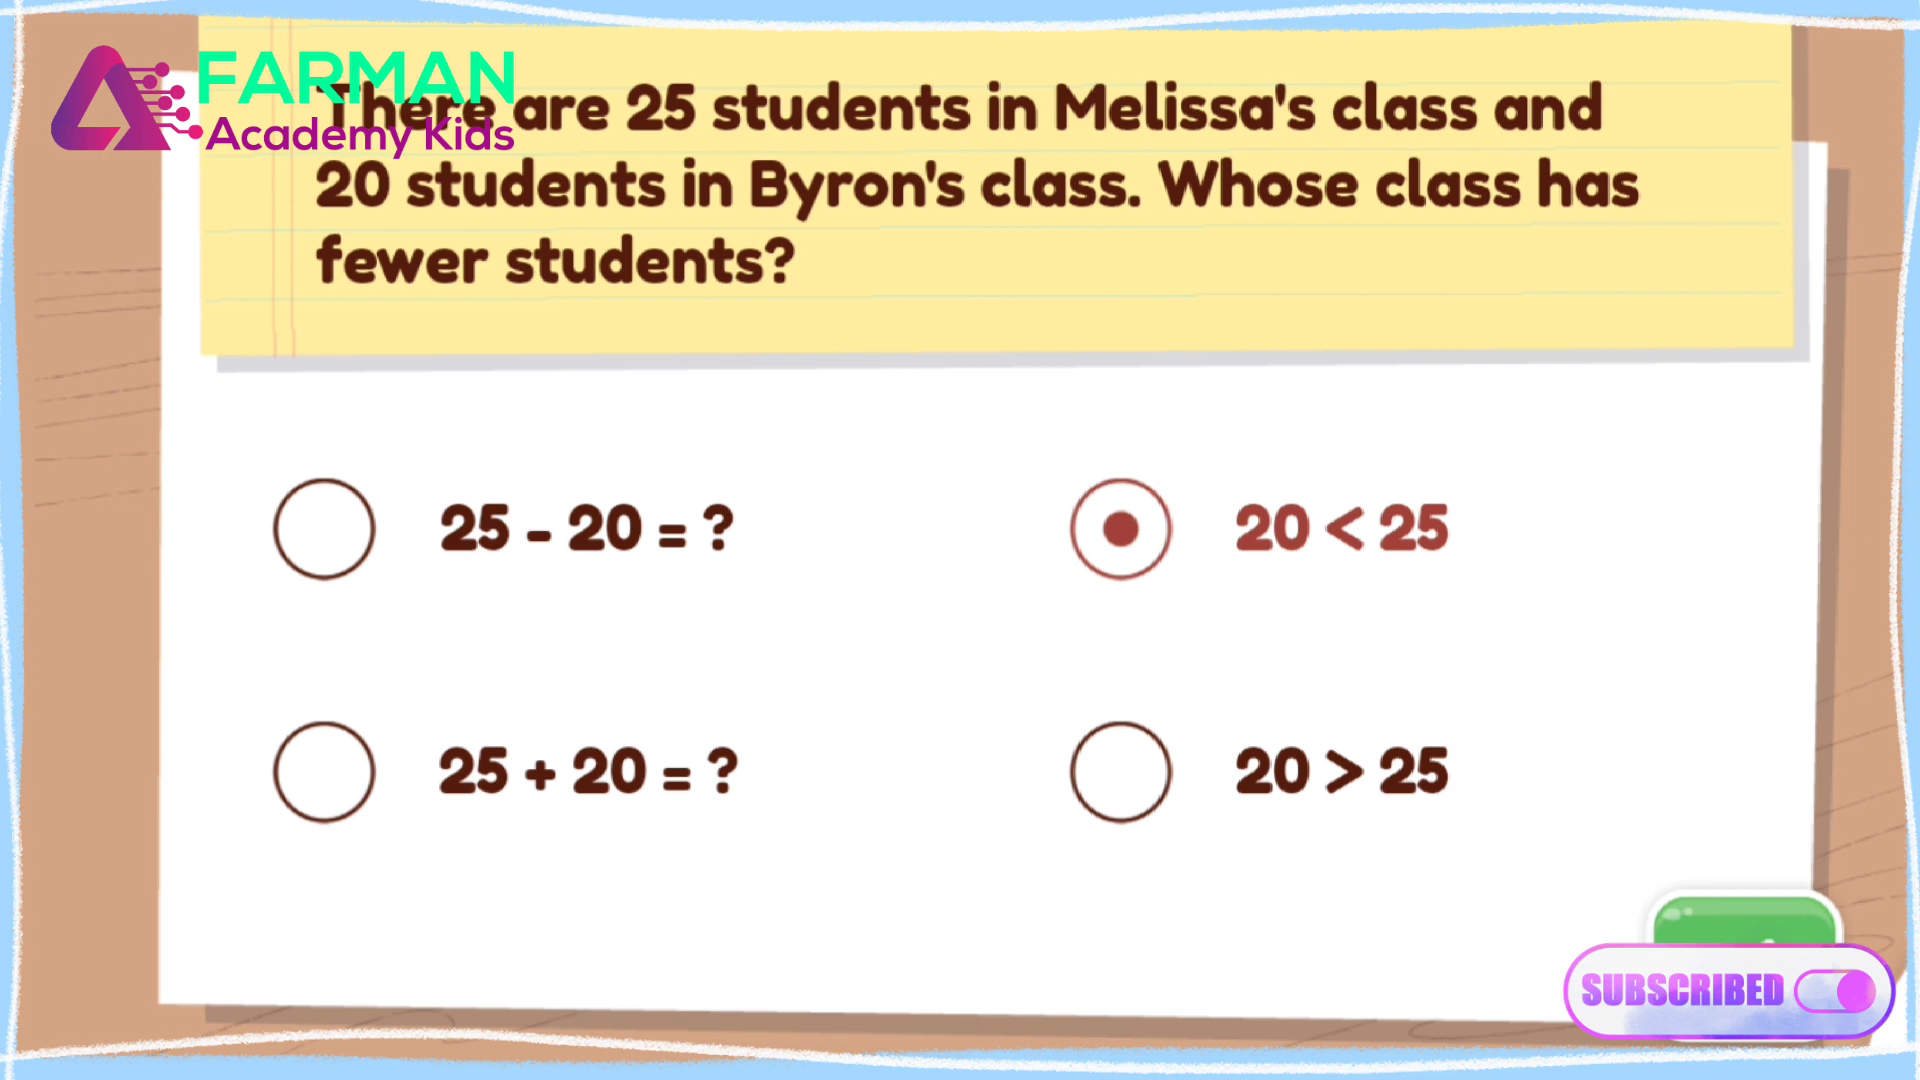 FARMAN
Academy Kids
There are 25 students in Melissa's class and
20 students in Byron's class. Whose class has
fewer students?
25 - 20 = ?
20 < 25
25 + 20 = ?
20 > 25
SUBSCRIBED